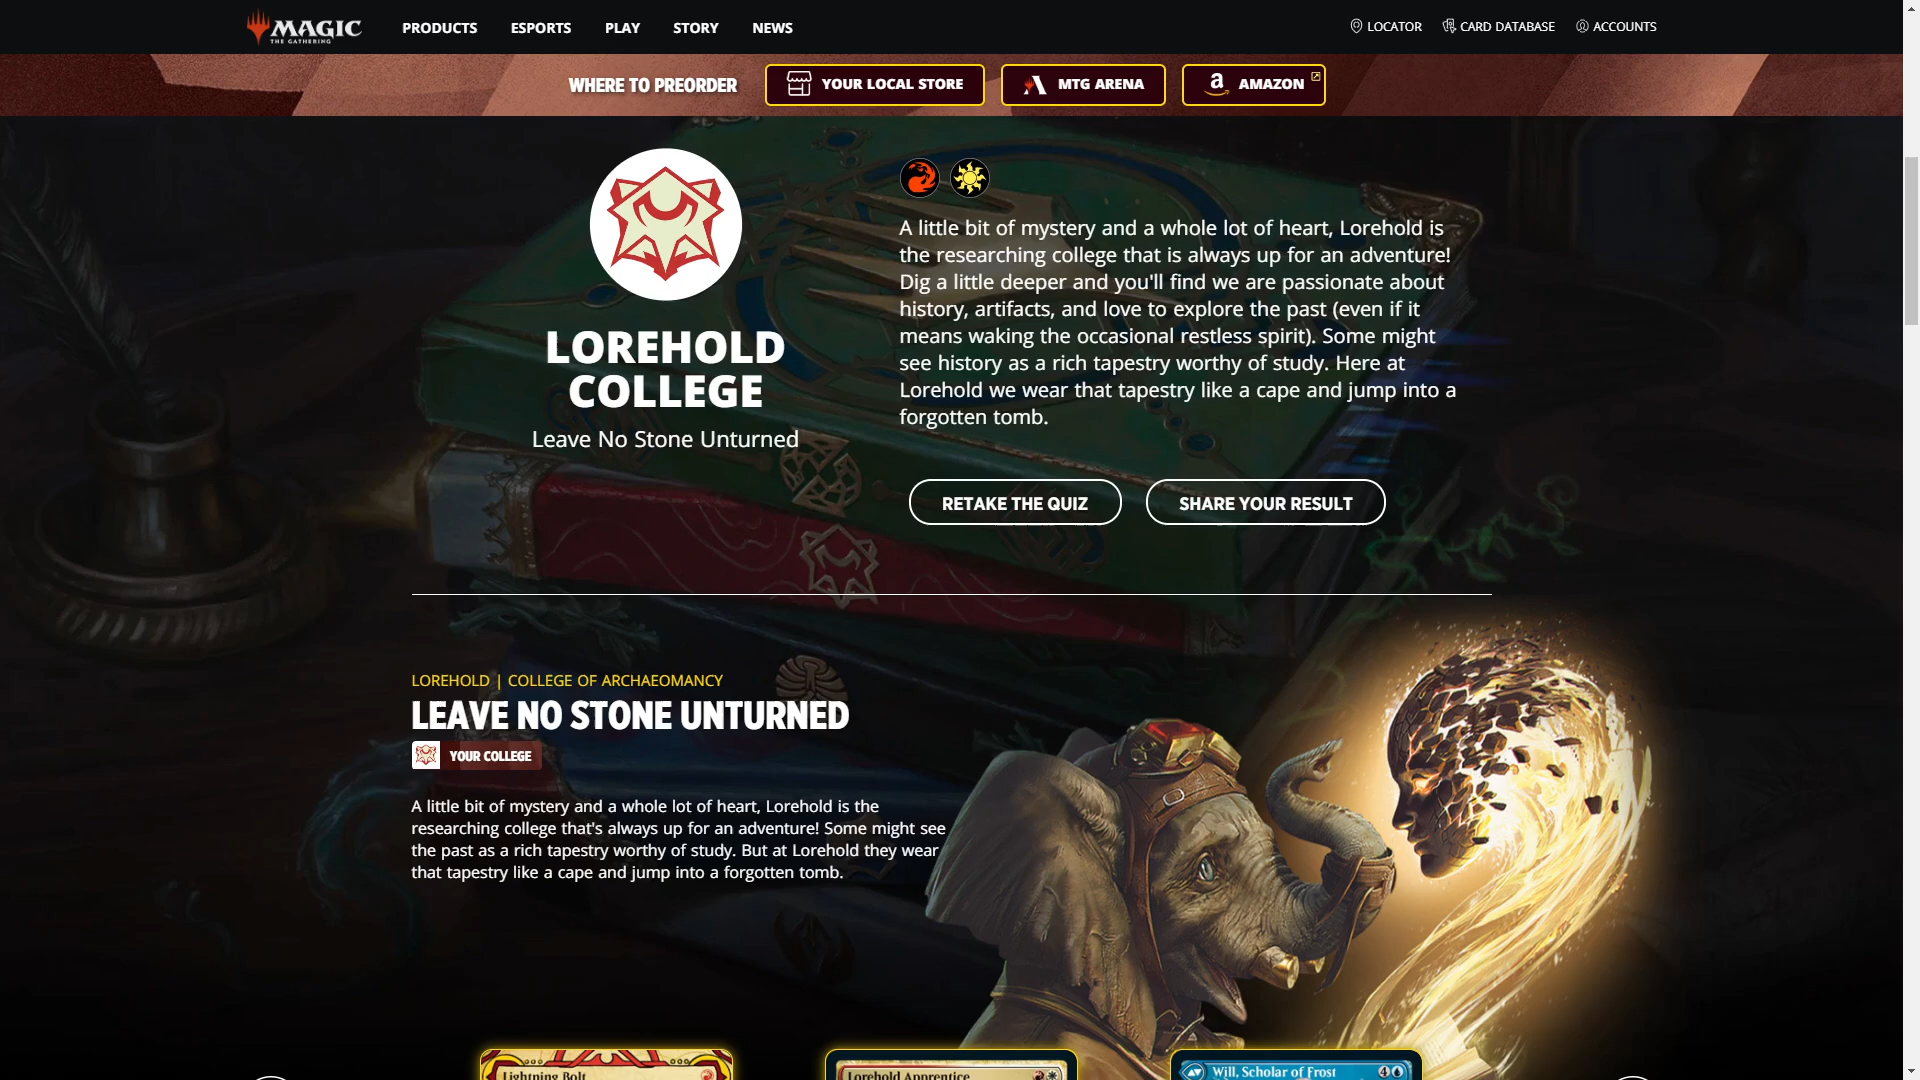 MAGIC
THE GATHERING
PRODUCTS ESPORTS PLAY STORY NEWS
LOCATOR CARD DATABASE ACCOUNTS
WHERE TO PREORDER YOUR LOCAL STORE MTG ARENA AMAZON
LOREHOLD
COLLEGE
Leave No Stone Unturned
A little bit of mystery and a whole lot of heart, Lorehold is
the researching college that is always up for an adventure!
Dig a little deeper and you'll find we are passionate about
history, artifacts, and love to explore the past (even if it
means waking the occasional restless spirit). Some might
see history as a rich tapestry worthy of study. Here at
Lorehold we wear that tapestry like a cape and jump into a
forgotten tomb.
RETAKE THE QUIZ SHARE YOUR RESULT
LOREHOLD | COLLEGE OF ARCHAEOMANCY
LEAVE NO STONE UNTURNED
YOUR COLLEGE
A little bit of mystery and a whole lot of heart, Lorehold is the
researching college that's always up for an adventure! Some might see
the past as a rich tapestry worthy of study. But at Lorehold they wear
that tapestry like a cape and jump into a forgotten tomb.
Lightning Bolt
Lorehold Apprentice
Will, Scholar of Frost 4